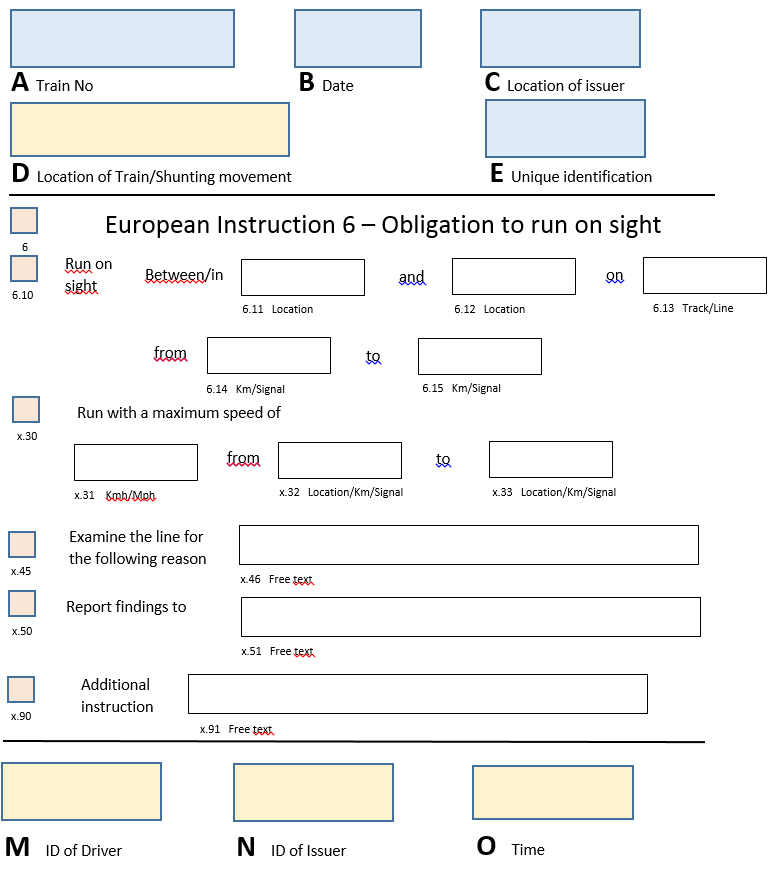 A Train No
B Date
C Location of issuer
D Location of Train/Shunting movement
E Unique identification
European Instruction 6 – Obligation to run on sight
6
Run on
sight
Between/in
and
on
6.10
6.11 Location
6.12 Location
6.13 Track/Line
from
to
6.14 Km/Signal
6.15 Km/Signal
Run with a maximum speed of
x.30
from
to
x.31 Kmh/Mph
x.32 Location/Km/Signal
x.33 Location/Km/Signal
Examine the line for
the following reason
x.45
x.46 Free text
Report findings to
x.50
x.51 Free text
Additional
instruction
x.90
x.91 Free text
M ID of Driver
N ID of Issuer
O Time